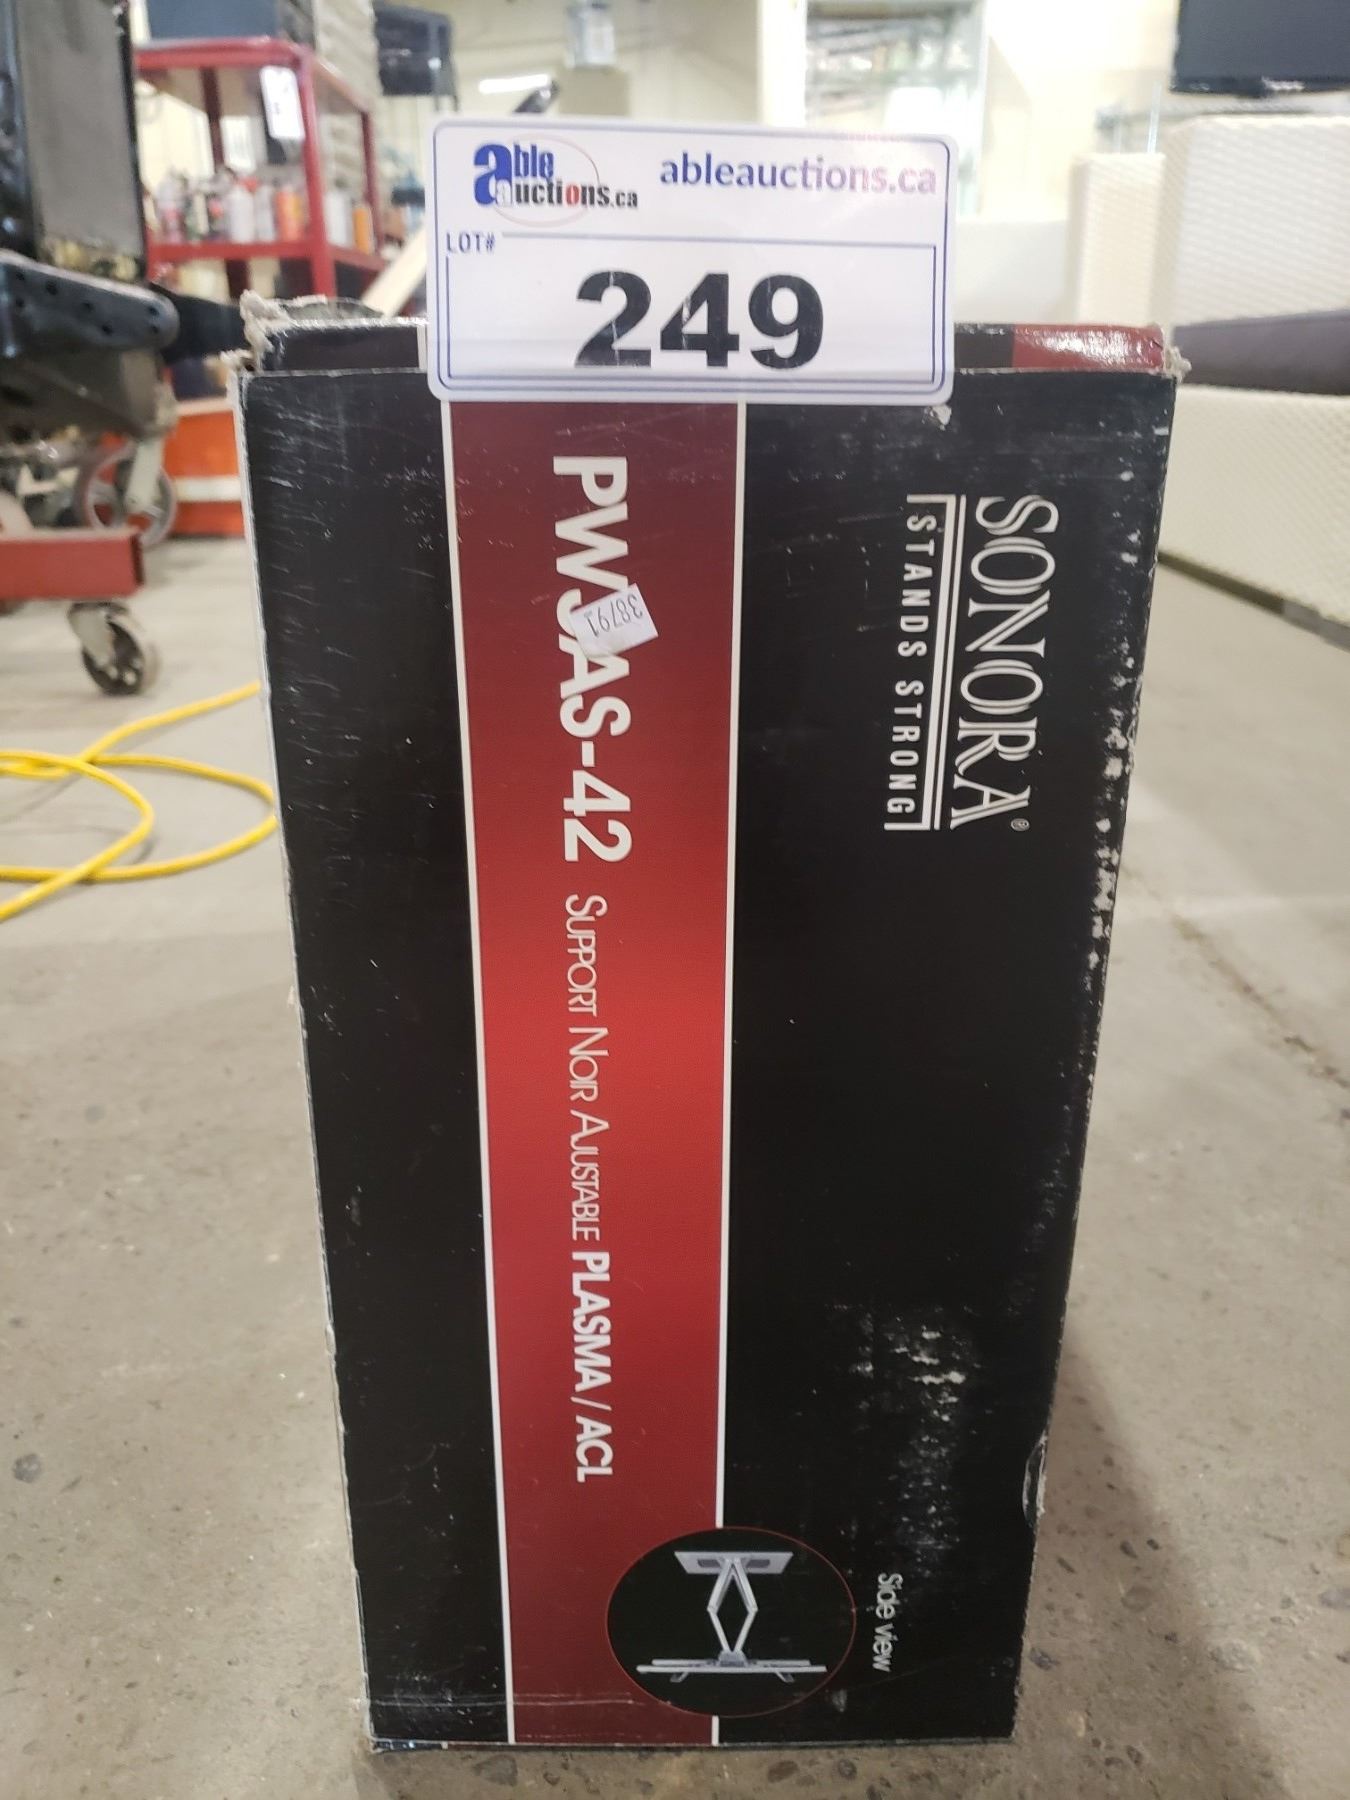 able auctions.ca
ableauctions.ca
LOT#
249
SONORA®
STANDS STRONG
PWJAS-42 SUPPORT NOIR AJUSTABLE PLASMA / ACL
38791
Side view